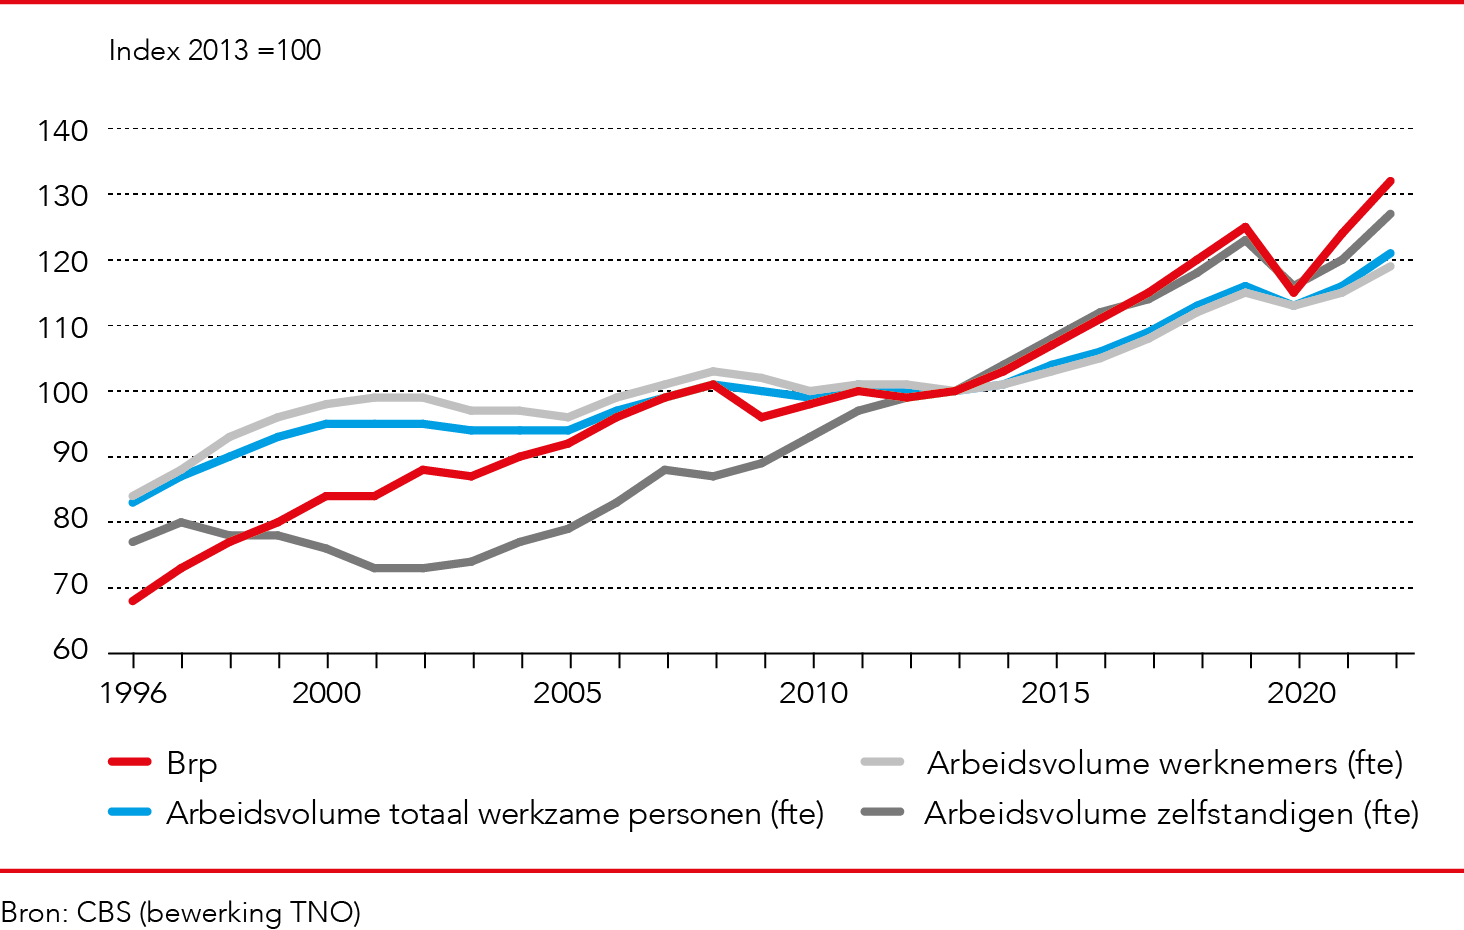 Index 2013 =100
140
130
120
110
100
90
80
70
60
1996 2000 2005 2010 2015 2020
Brp
Arbeidsvolume werknemers (fte)
Arbeidsvolume totaal werkzame personen (fte)
Arbeidsvolume zelfstandigen (fte)
Bron: CBS (bewerking TNO)